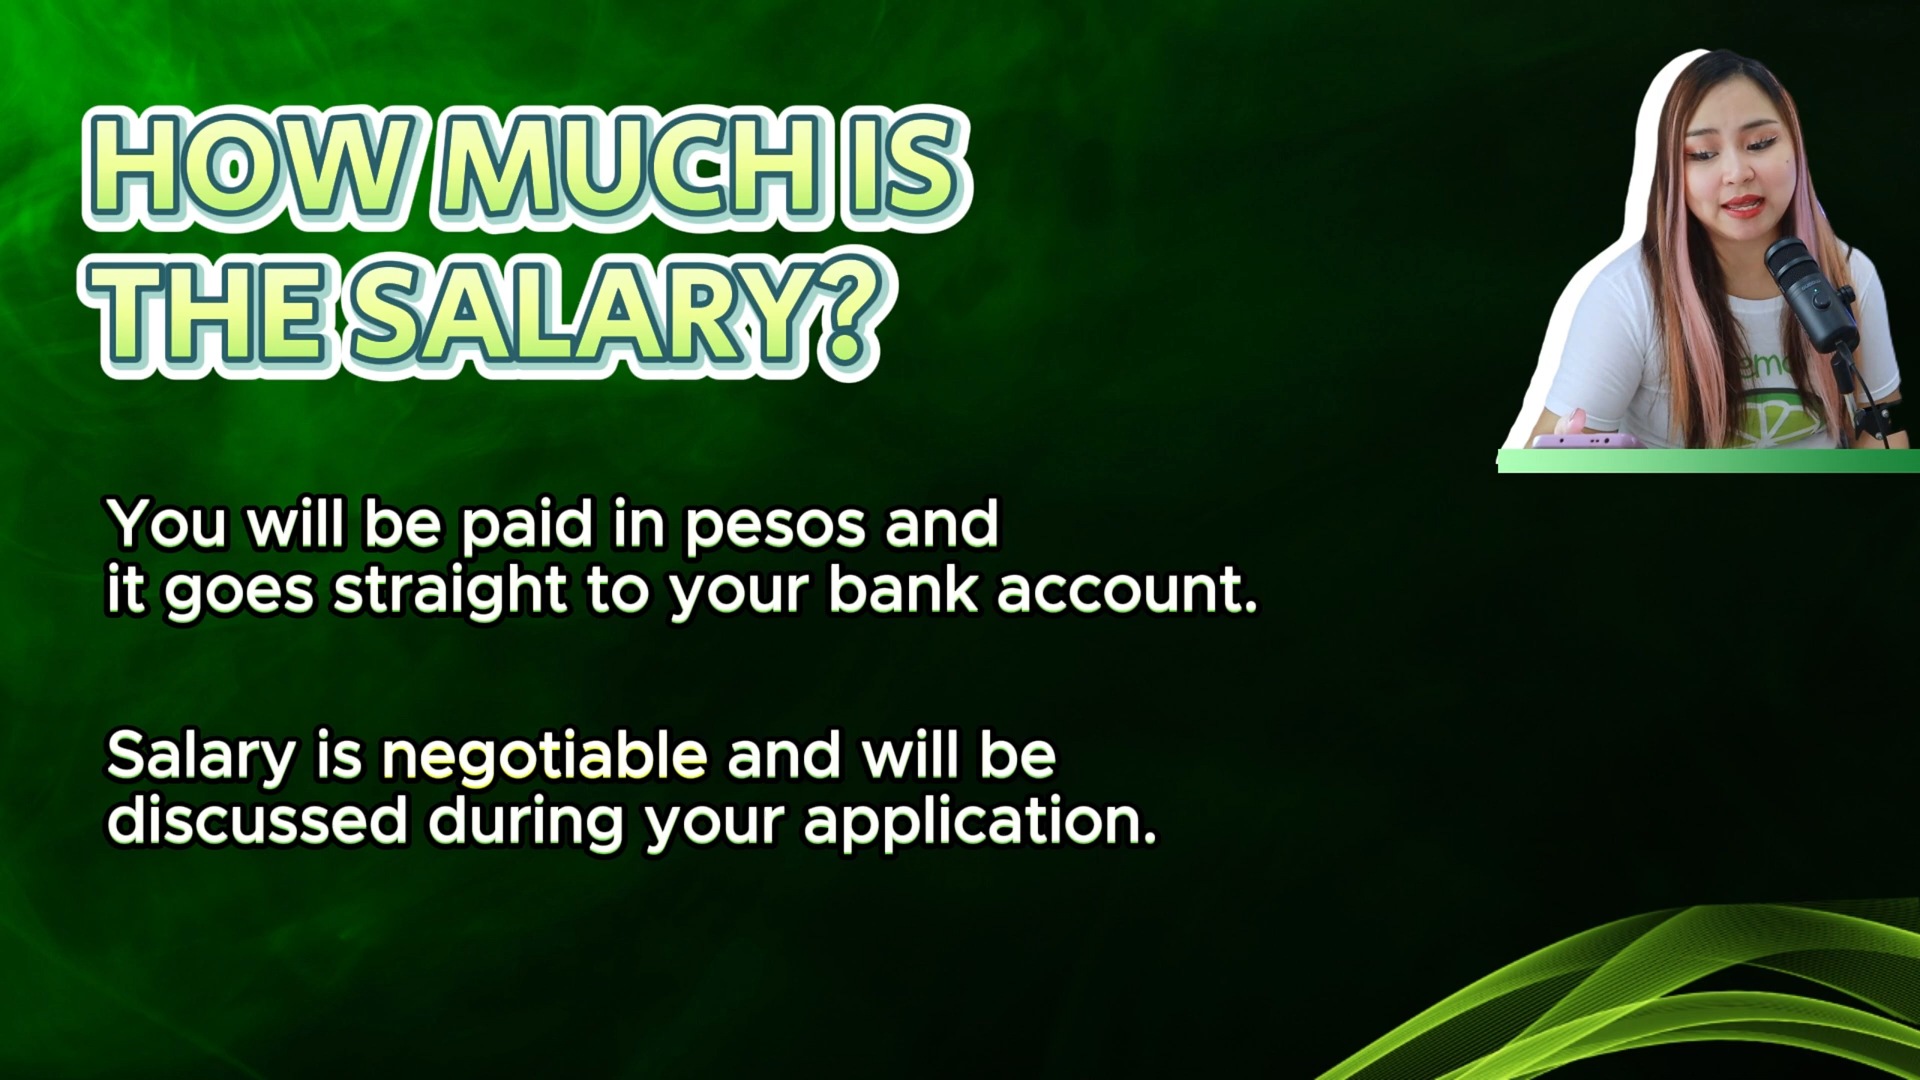 HOW MUCH IS
THE SALARY?
You will be paid in pesos and
it goes straight to your bank account.
Salary is negotiable and will be
discussed during your application.